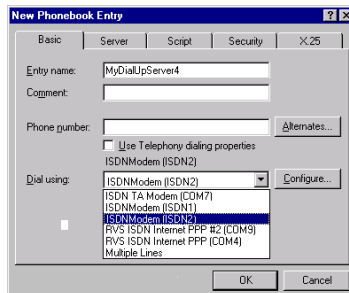 New Phonebook Entry
Basic Server Script Security X.25
Entry name: MyDialUpServer4
Comment:
Phone number: Alternates...
Use Telephony dialing properties
ISDNModem (ISDN2)
Dial using: ISDNModem (ISDN2) Configure...
ISDN TA Modem (COM7)
ISDNModem (ISDN1)
ISDNModem (ISDN2)
RVS ISDN Internet PPP #2 (COM9)
RVS ISDN Internet PPP (COM4)
Multiple Lines
OK Cancel